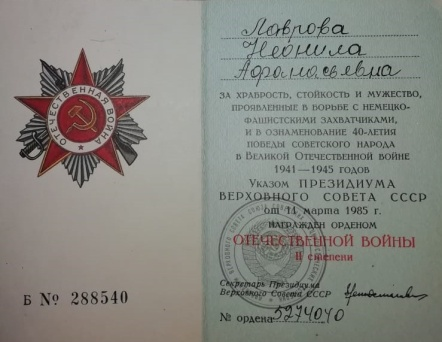 ОТЕЧЕСТВЕННАЯ ВОЙНА
Б № 288540
Лаврова
Неонила
Афанасьевна
ЗА ХРАБРОСТЬ, СТОЙКОСТЬ И МУЖЕСТВО,
ПРОЯВЛЕННЫЕ В БОРЬБЕ С НЕМЕЦКО-
ФАШИСТСКИМИ ЗАХВАТЧИКАМИ,
И В ОЗНАМЕНОВАНИЕ 40-ЛЕТИЯ
ПОБЕДЫ СОВЕТСКОГО НАРОДА
В ВЕЛИКОЙ ОТЕЧЕСТВЕННОЙ ВОЙНЕ
1941—1945 ГОДОВ
УКАЗОМ ПРЕЗИДИУМА
ВЕРХОВНОГО СОВЕТА СССР
от 11 марта 1985 г.
НАГРАЖДЕН ОРДЕНОМ
ОТЕЧЕСТВЕННОЙ ВОЙНЫ
II степени
Секретарь Президиума
Верховного Совета СССР
№ ордена 5274040